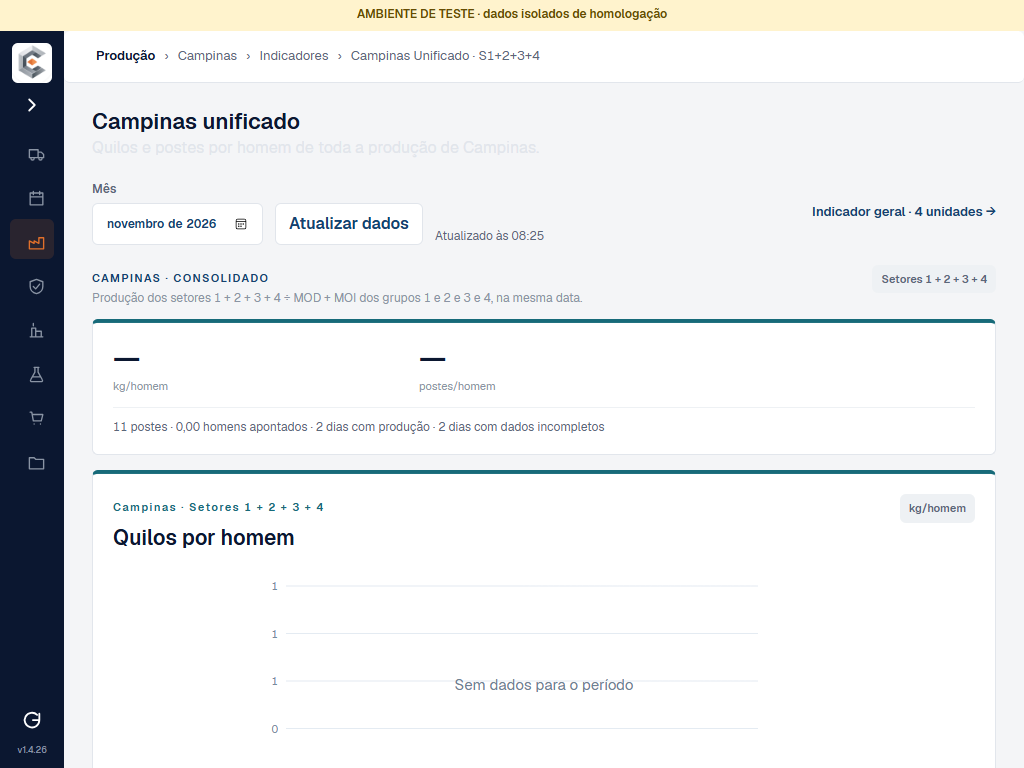 AMBIENTE DE TESTE · dados isolados de homologação
Produção › Campinas › Indicadores › Campinas Unificado · S1+2+3+4
Campinas unificado
Quilos e postes por homem de toda a produção de Campinas.
Mês
novembro de 2026
Atualizar dados
Atualizado às 08:25
Indicador geral · 4 unidades →
CAMPINAS · CONSOLIDADO
Produção dos setores 1 + 2 + 3 + 4 ÷ MOD + MOI dos grupos 1 e 2 e 3 e 4, na mesma data.
Setores 1 + 2 + 3 + 4
— —
kg/homem postes/homem
11 postes · 0,00 homens apontados · 2 dias com produção · 2 dias com dados incompletos
Campinas · Setores 1 + 2 + 3 + 4
kg/homem
Quilos por homem
1
1
1
Sem dados para o período
0
v1.4.26